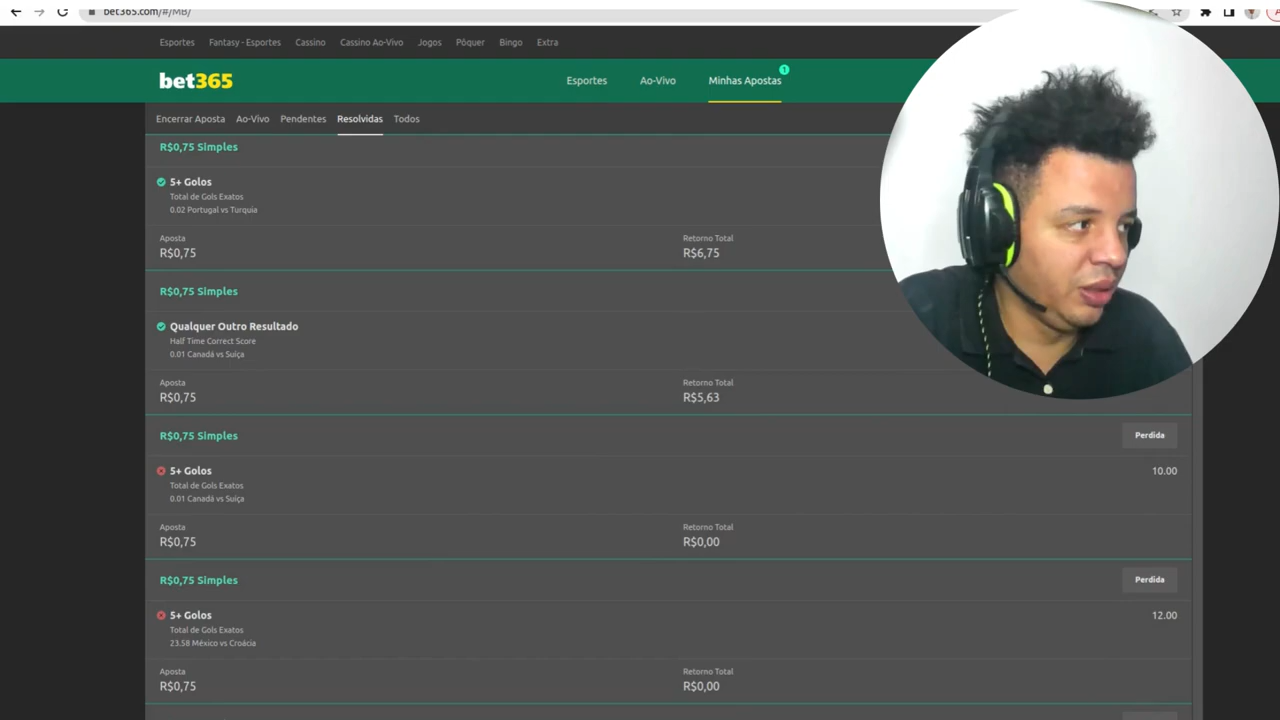 bet365.com/#/MB/
Esportes Fantasy - Esportes Cassino Cassino Ao-Vivo Jogos Pôquer Bingo Extra
bet365 Esportes Ao-Vivo Minhas Apostas 1
Encerrar Aposta Ao-Vivo Pendentes Resolvidas Todos
R$0,75 Simples
5+ Golos
Total de Gols Exatos
0.02 Portugal vs Turquia
Aposta Retorno Total
R$0,75 R$6,75
R$0,75 Simples
Qualquer Outro Resultado
Half Time Correct Score
0.01 Canadá vs Suíça
Aposta Retorno Total
R$0,75 R$5,63
R$0,75 Simples Perdida
5+ Golos 10.00
Total de Gols Exatos
0.01 Canadá vs Suíça
Aposta Retorno Total
R$0,75 R$0,00
R$0,75 Simples Perdida
5+ Golos 12.00
Total de Gols Exatos
23.58 México vs Croácia
Aposta Retorno Total
R$0,75 R$0,00